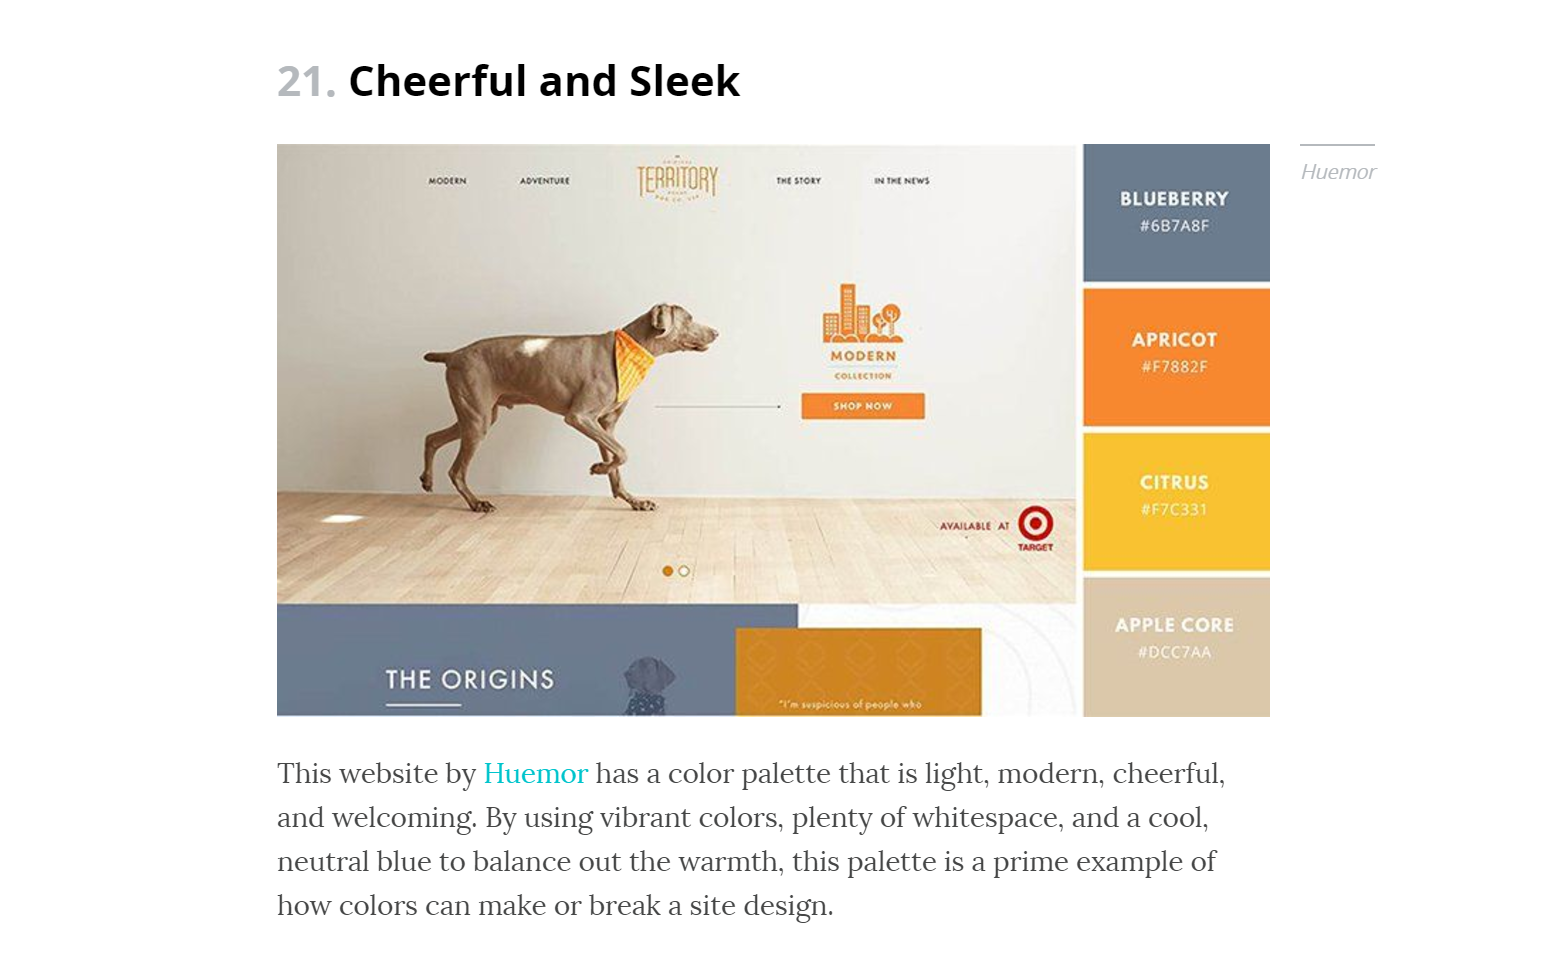 21. Cheerful and Sleek
Huemor
MODERN
ADVENTURE
TERRITORY
THE STORY
IN THE NEWS
MODERN
COLLECTION
SHOP NOW
AVAILABLE AT
TARGET
THE ORIGINS
"I'm suspicious of people who
BLUEBERRY
#6B7A8F
APRICOT
#F7882F
CITRUS
#F7C331
APPLE CORE
#DCC7AA
This website by Huemor has a color palette that is light, modern, cheerful,
and welcoming. By using vibrant colors, plenty of whitespace, and a cool,
neutral blue to balance out the warmth, this palette is a prime example of
how colors can make or break a site design.